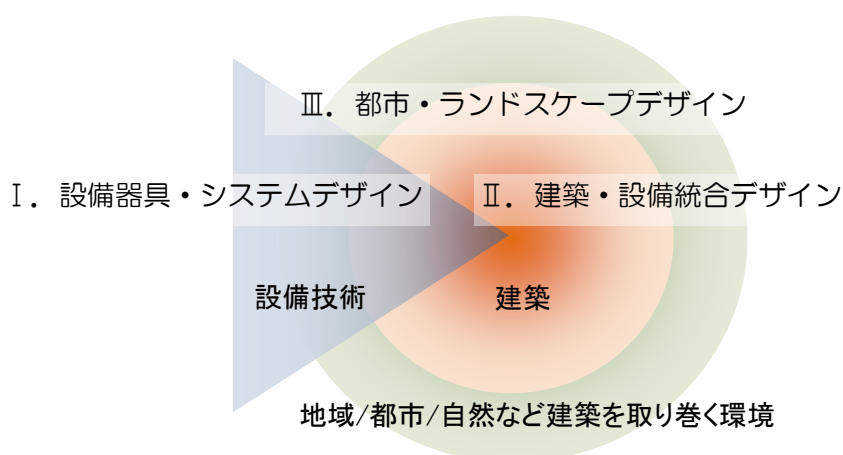 Ⅲ. 都市・ランドスケープデザイン
Ⅰ. 設備器具・システムデザイン
Ⅱ. 建築・設備統合デザイン
設備技術
建築
地域/都市/自然など建築を取り巻く環境